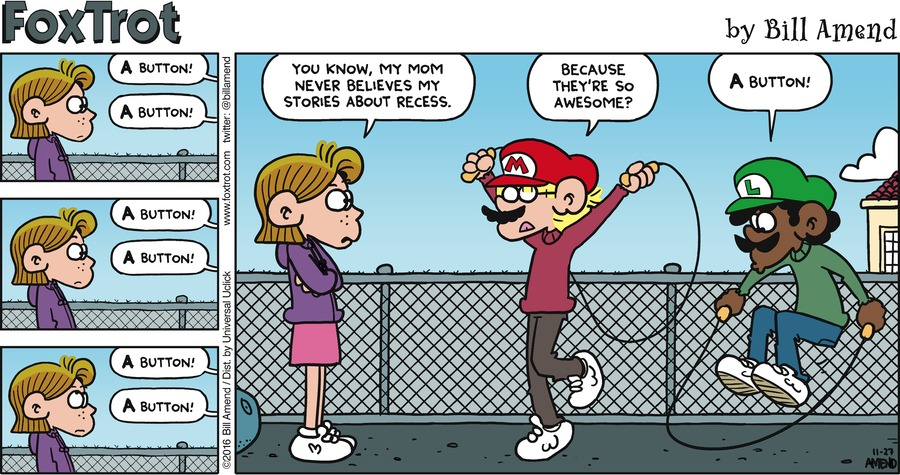 FoxTrot
by Bill Amend
A BUTTON!
A BUTTON!
A BUTTON!
A BUTTON!
A BUTTON!
A BUTTON!
©2016 Bill Amend / Dist. by Universal Uclick www.foxtrot.com twitter: @billamend
YOU KNOW, MY MOM
NEVER BELIEVES MY
STORIES ABOUT RECESS.
BECAUSE
THEY'RE SO
AWESOME?
A BUTTON!
M
L
11-27
AMEND